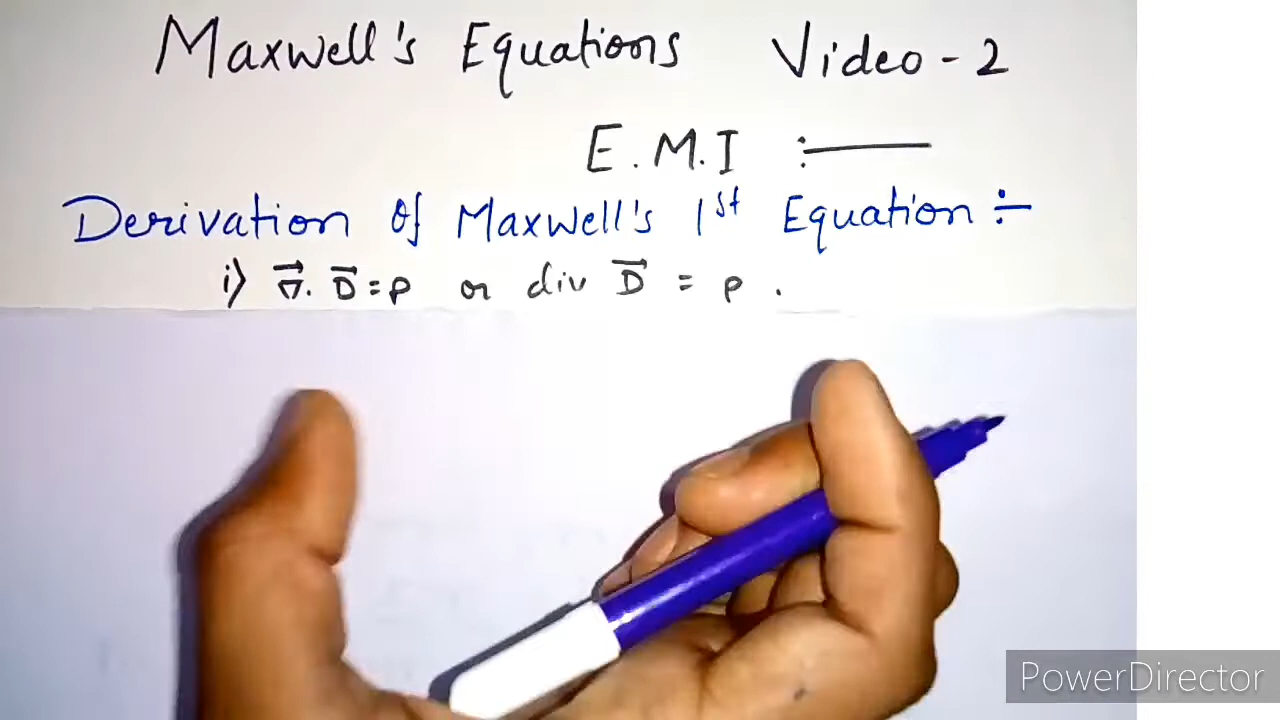 Maxwell's Equations Video - 2
E.M.I :—
Derivation of Maxwell's 1st Equation :-
i) ∇⃗. D⃗ = ρ or div D⃗ = ρ .
PowerDirector